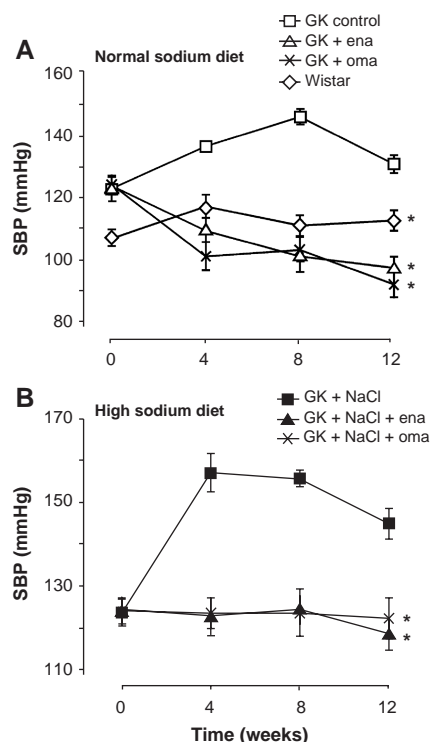 GK control
GK + ena
GK + oma
Wistar
A
Normal sodium diet
160
140
120
100
80
SBP (mmHg)
*
*
*
0 4 8 12
B
High sodium diet
GK + NaCl
GK + NaCl + ena
GK + NaCl + oma
170
150
130
110
SBP (mmHg)
*
*
0 4 8 12
Time (weeks)